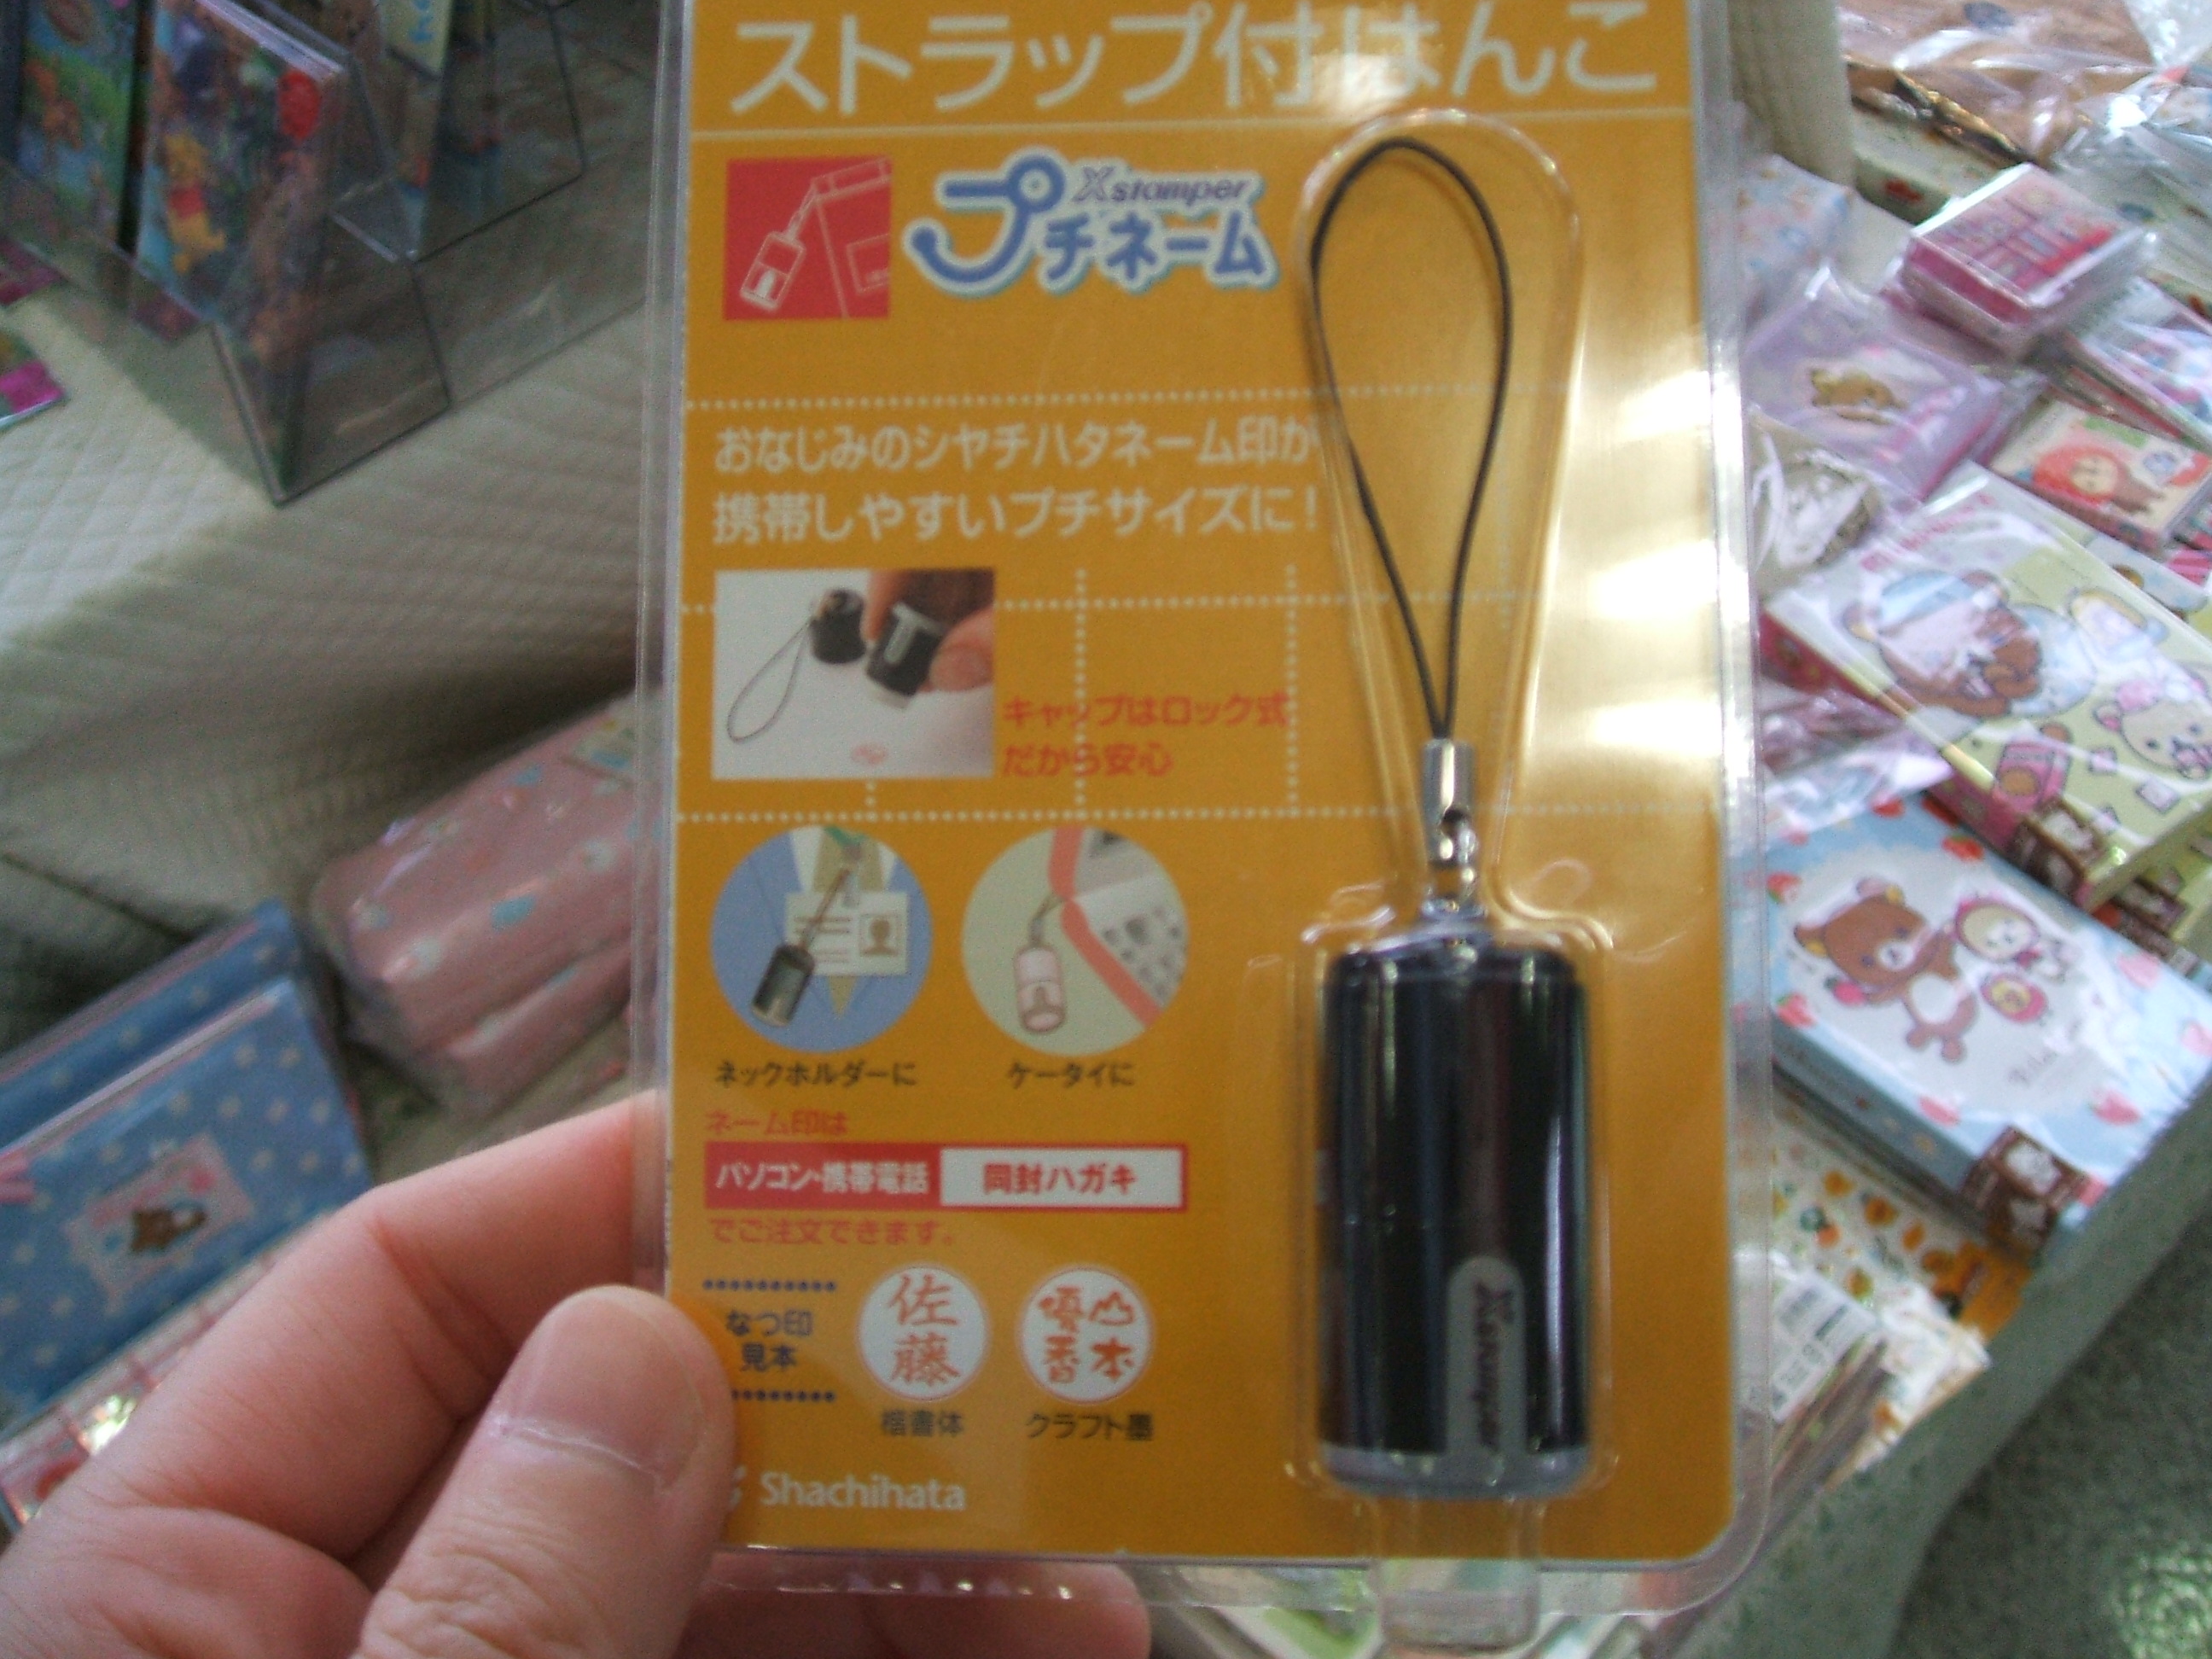 ストラップ付はんこ
Xstamper
プチネーム
おなじみのシヤチハタネーム印が
携帯しやすいプチサイズに!
キャップはロック式
だから安心
ネックホルダーに
ケータイに
ネーム印は
パソコン・携帯電話 同封ハガキ
でご注文できます。
なつ印
見本
佐藤
山本
優香
楷書体
クラフト墨
Shachihata
Xstamper